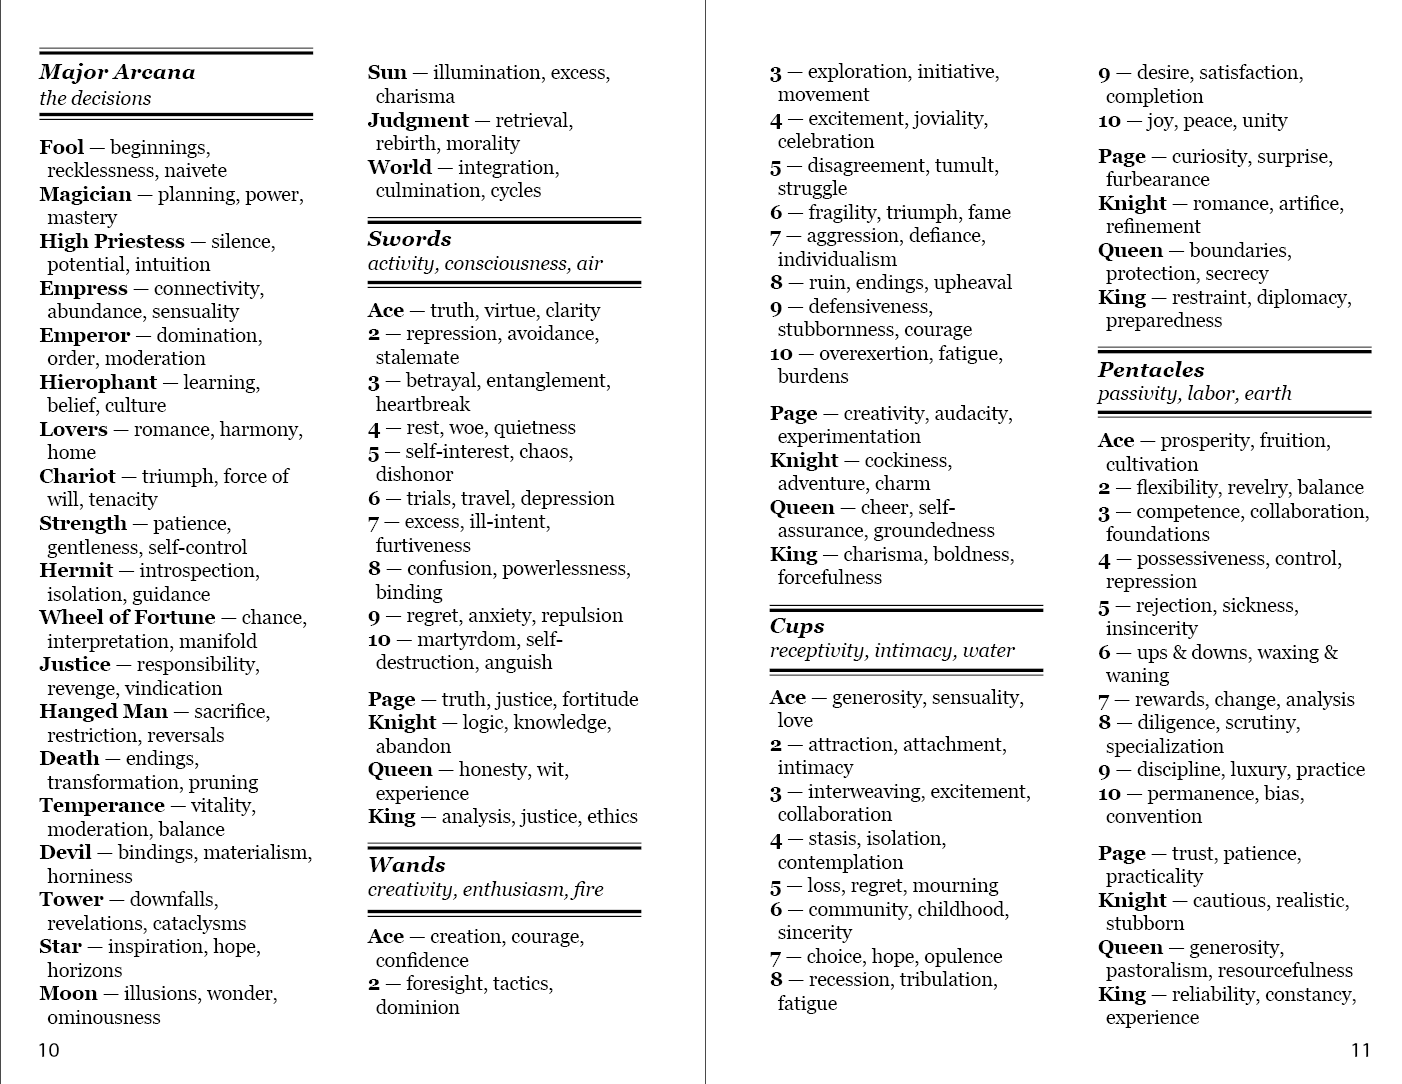 Major Arcana
the decisions
Fool — beginnings,
recklessness, naivete
Magician — planning, power,
mastery
High Priestess — silence,
potential, intuition
Empress — connectivity,
abundance, sensuality
Emperor — domination,
order, moderation
Hierophant — learning,
belief, culture
Lovers — romance, harmony,
home
Chariot — triumph, force of
will, tenacity
Strength — patience,
gentleness, self-control
Hermit — introspection,
isolation, guidance
Wheel of Fortune — chance,
interpretation, manifold
Justice — responsibility,
revenge, vindication
Hanged Man — sacrifice,
restriction, reversals
Death — endings,
transformation, pruning
Temperance — vitality,
moderation, balance
Devil — bindings, materialism,
horniness
Tower — downfalls,
revelations, cataclysms
Star — inspiration, hope,
horizons
Moon — illusions, wonder,
ominousness
10
Sun — illumination, excess,
charisma
Judgment — retrieval,
rebirth, morality
World — integration,
culmination, cycles
Swords
activity, consciousness, air
Ace — truth, virtue, clarity
2 — repression, avoidance,
stalemate
3 — betrayal, entanglement,
heartbreak
4 — rest, woe, quietness
5 — self-interest, chaos,
dishonor
6 — trials, travel, depression
7 — excess, ill-intent,
furtiveness
8 — confusion, powerlessness,
binding
9 — regret, anxiety, repulsion
10 — martyrdom, self-
destruction, anguish
Page — truth, justice, fortitude
Knight — logic, knowledge,
abandon
Queen — honesty, wit,
experience
King — analysis, justice, ethics
Wands
creativity, enthusiasm, fire
Ace — creation, courage,
confidence
2 — foresight, tactics,
dominion
3 — exploration, initiative,
movement
4 — excitement, joviality,
celebration
5 — disagreement, tumult,
struggle
6 — fragility, triumph, fame
7 — aggression, defiance,
individualism
8 — ruin, endings, upheaval
9 — defensiveness,
stubbornness, courage
10 — overexertion, fatigue,
burdens
Page — creativity, audacity,
experimentation
Knight — cockiness,
adventure, charm
Queen — cheer, self-
assurance, groundedness
King — charisma, boldness,
forcefulness
Cups
receptivity, intimacy, water
Ace — generosity, sensuality,
love
2 — attraction, attachment,
intimacy
3 — interweaving, excitement,
collaboration
4 — stasis, isolation,
contemplation
5 — loss, regret, mourning
6 — community, childhood,
sincerity
7 — choice, hope, opulence
8 — recession, tribulation,
fatigue
9 — desire, satisfaction,
completion
10 — joy, peace, unity
Page — curiosity, surprise,
furbearance
Knight — romance, artifice,
refinement
Queen — boundaries,
protection, secrecy
King — restraint, diplomacy,
preparedness
Pentacles
passivity, labor, earth
Ace — prosperity, fruition,
cultivation
2 — flexibility, revelry, balance
3 — competence, collaboration,
foundations
4 — possessiveness, control,
repression
5 — rejection, sickness,
insincerity
6 — ups & downs, waxing &
waning
7 — rewards, change, analysis
8 — diligence, scrutiny,
specialization
9 — discipline, luxury, practice
10 — permanence, bias,
convention
Page — trust, patience,
practicality
Knight — cautious, realistic,
stubborn
Queen — generosity,
pastoralism, resourcefulness
King — reliability, constancy,
experience
11